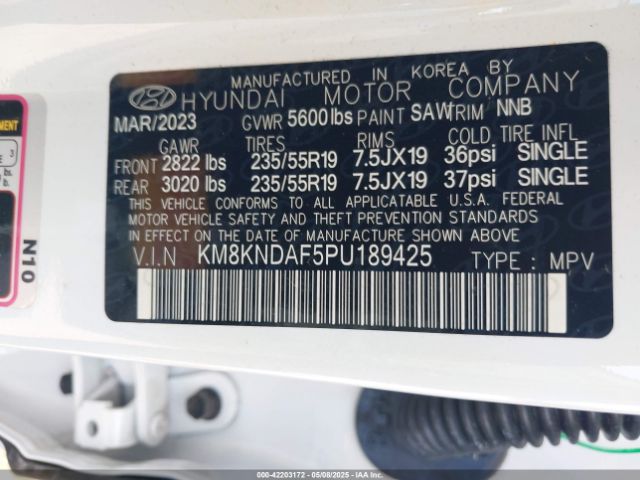 MANUFACTURED IN KOREA BY
HYUNDAI MOTOR COMPANY
MAR/2023 GVWR 5600lbs PAINT SAW TRIM NNB
GAWR TIRES RIMS COLD TIRE INFL
FRONT 2822 lbs 235/55R19 7.5JX19 36psi SINGLE
REAR 3020 lbs 235/55R19 7.5JX19 37psi SINGLE
THIS VEHICLE CONFORMS TO ALL APPLICABLE U.S.A. FEDERAL
MOTOR VEHICLE SAFETY AND THEFT PREVENTION STANDARDS
IN EFFECT ON THE DATE OF MANUFACTURE SHOWN ABOVE
V.I.N KM8KNDAF5PU189425 TYPE : MPV
3
N10
000-42203172 - 05/08/2025 - IAA Inc.